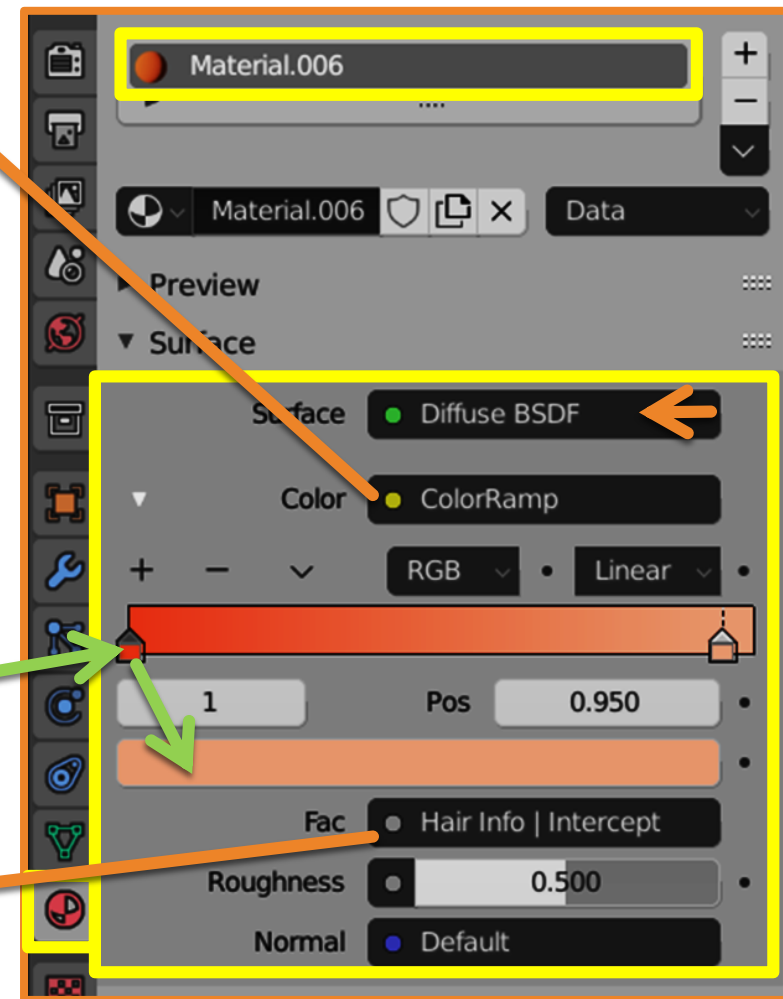 Material.006
Material.006 Data
Preview
Surface
Surface Diffuse BSDF
Color ColorRamp
RGB Linear
1 Pos 0.950
Fac Hair Info | Intercept
Roughness 0.500
Normal Default